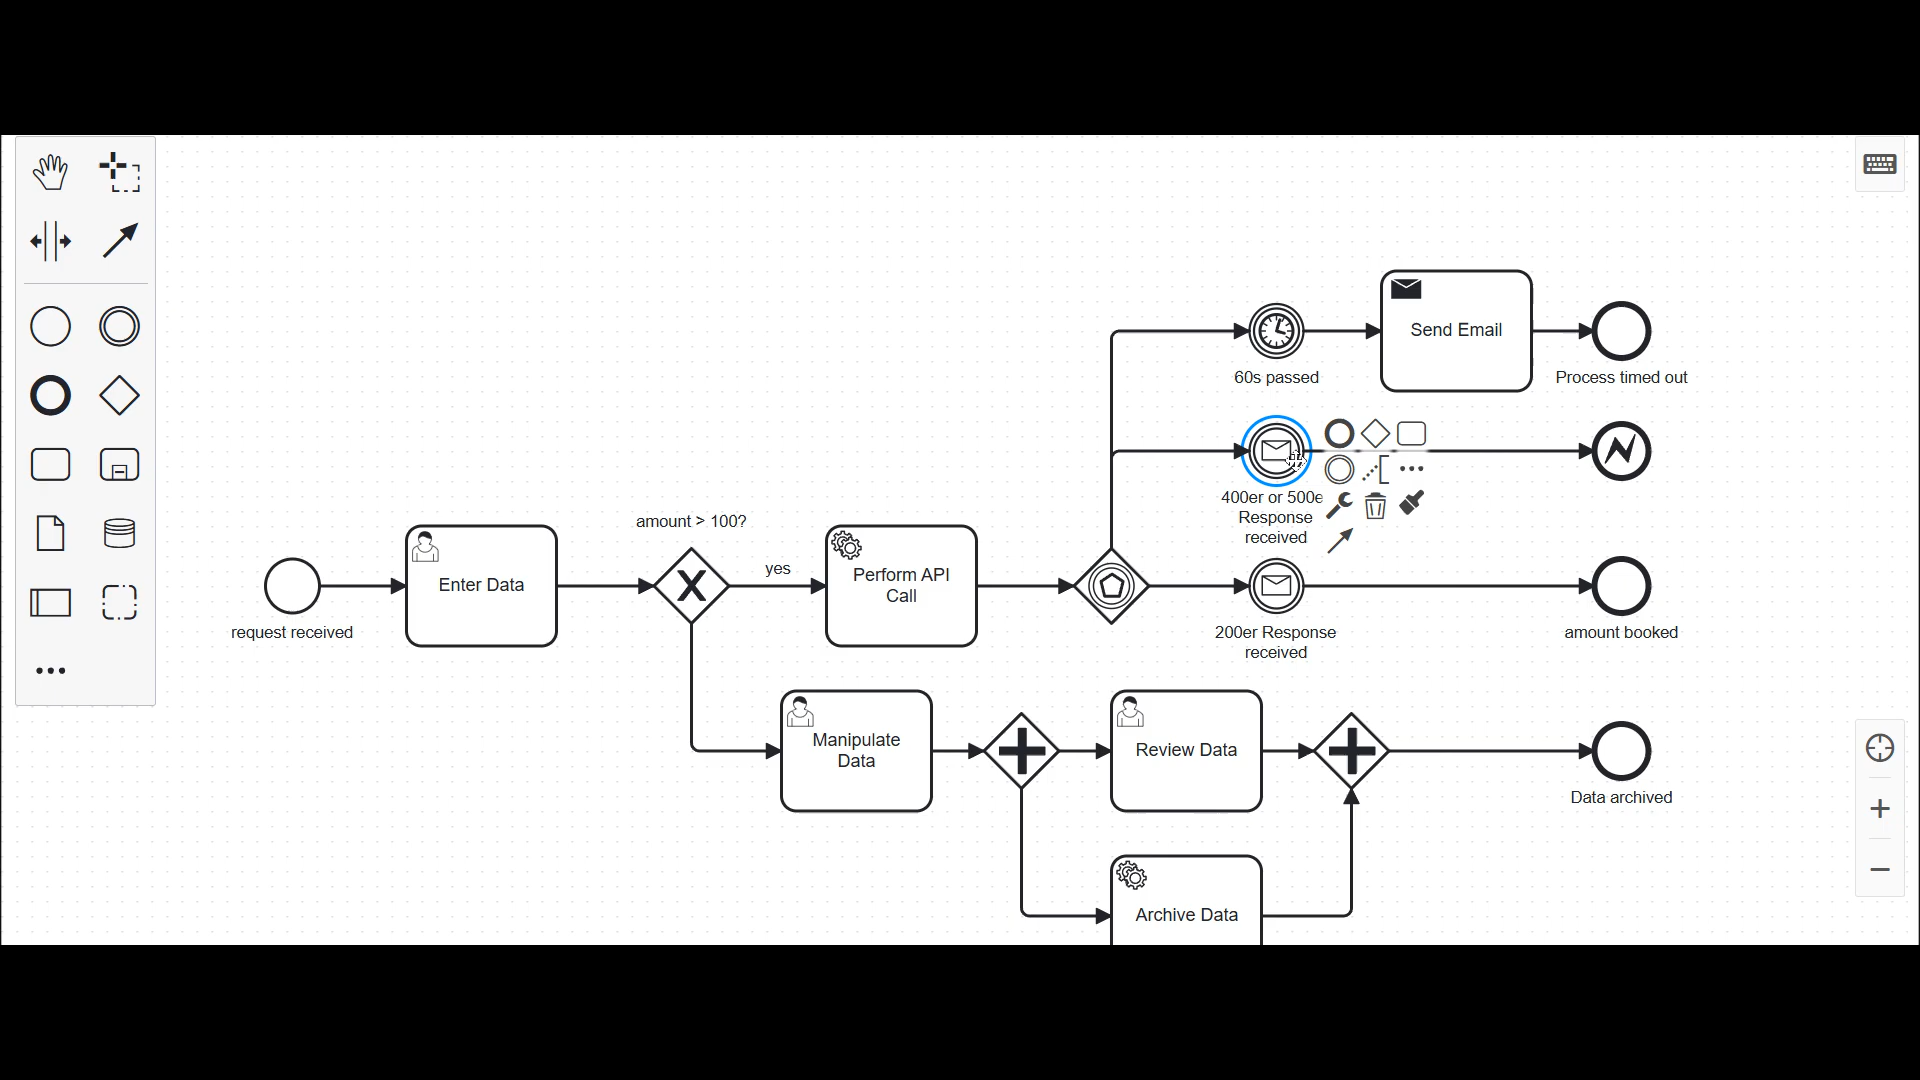 Send Email
60s passed
Process timed out
400er or 500e
Response
received
amount > 100?
Enter Data
yes
Perform API
Call
request received
200er Response
received
amount booked
Manipulate
Data
Review Data
Data archived
Archive Data